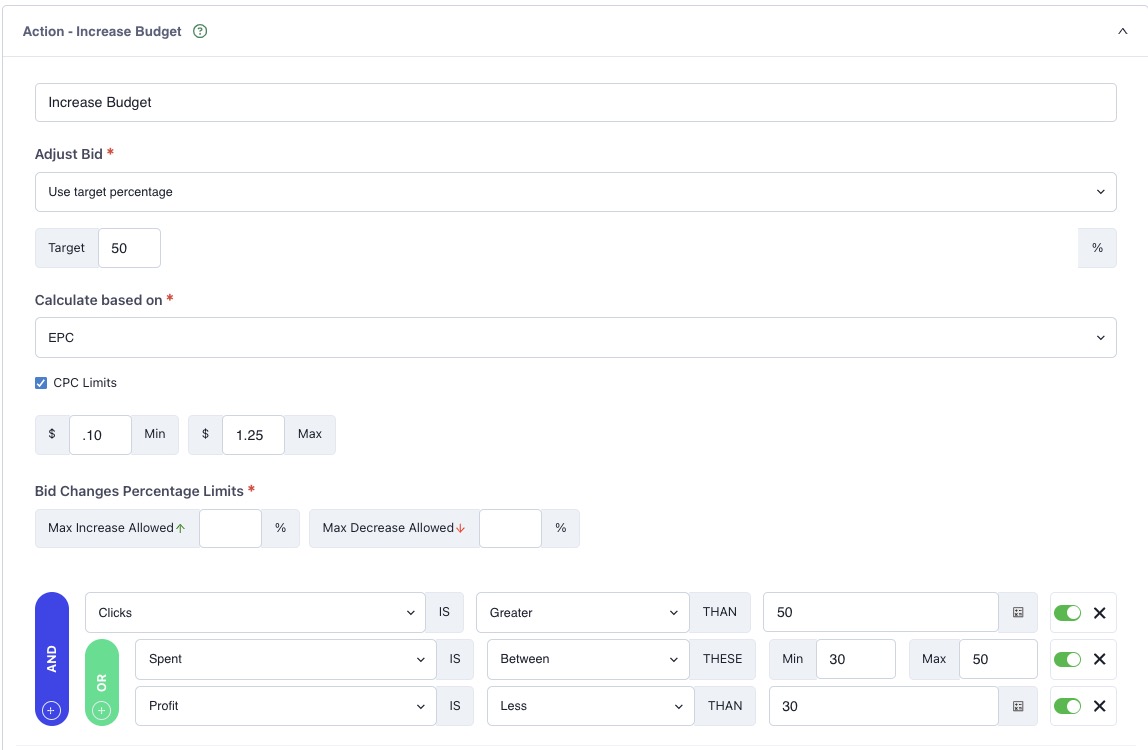 Action - Increase Budget ?
Increase Budget
Adjust Bid *
Use target percentage
Target 50 %
Calculate based on *
EPC
CPC Limits
$ .10 Min $ 1.25 Max
Bid Changes Percentage Limits *
Max Increase Allowed↑ % Max Decrease Allowed↓ %
AND
Clicks IS Greater THAN 50
OR
Spent IS Between THESE Min 30 Max 50
Profit IS Less THAN 30